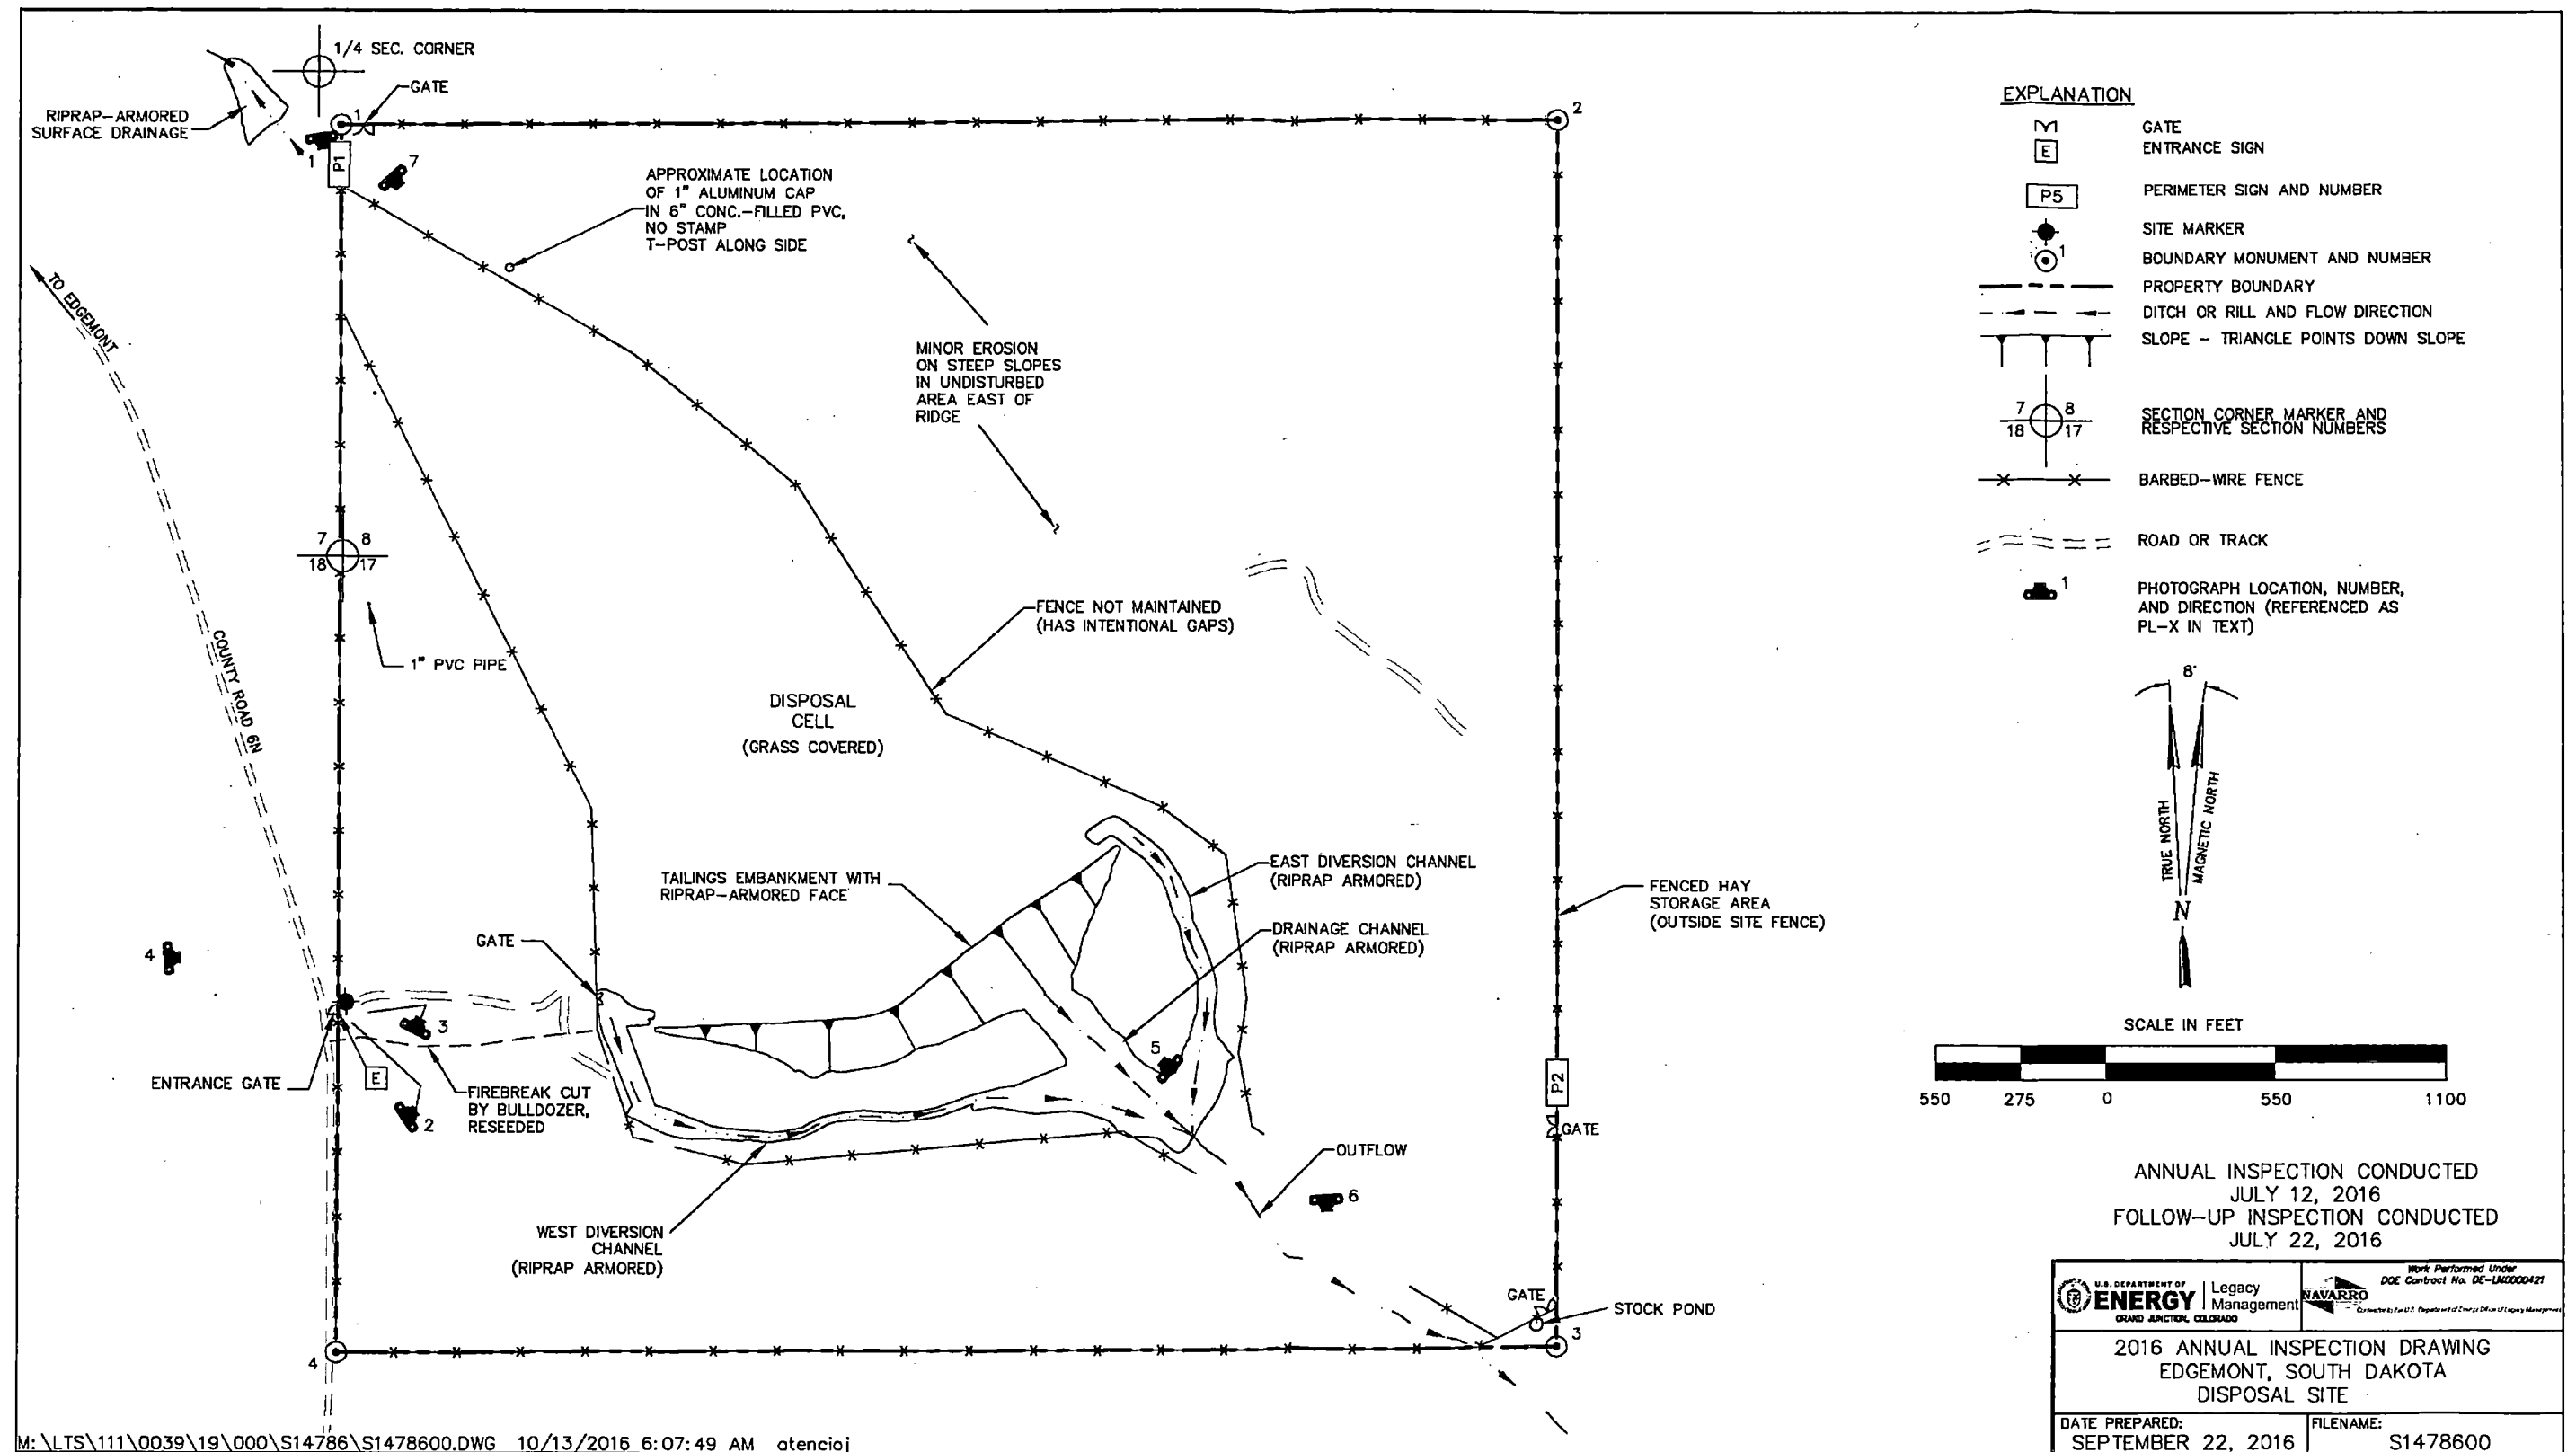 1/4 SEC. CORNER
GATE
RIPRAP-ARMORED
SURFACE DRAINAGE
1
2
1
P1
7
APPROXIMATE LOCATION
OF 1" ALUMINUM CAP
IN 6" CONC.-FILLED PVC,
NO STAMP
T-POST ALONG SIDE
TO EDGEMONT
MINOR EROSION
ON STEEP SLOPES
IN UNDISTURBED
AREA EAST OF
RIDGE
7 8
18 17
COUNTY ROAD 6N
1" PVC PIPE
FENCE NOT MAINTAINED
(HAS INTENTIONAL GAPS)
DISPOSAL
CELL
(GRASS COVERED)
TAILINGS EMBANKMENT WITH
RIPRAP-ARMORED FACE
EAST DIVERSION CHANNEL
(RIPRAP ARMORED)
DRAINAGE CHANNEL
(RIPRAP ARMORED)
FENCED HAY
STORAGE AREA
(OUTSIDE SITE FENCE)
GATE
4
3
5
ENTRANCE GATE
E
2
FIREBREAK CUT
BY BULLDOZER,
RESEEDED
P2
GATE
OUTFLOW
6
WEST DIVERSION
CHANNEL
(RIPRAP ARMORED)
GATE
STOCK POND
3
4
M:\LTS\111\0039\19\000\S14786\S1478600.DWG 10/13/2016 6:07:49 AM atencioj
EXPLANATION
GATE
E ENTRANCE SIGN
P5 PERIMETER SIGN AND NUMBER
SITE MARKER
1 BOUNDARY MONUMENT AND NUMBER
PROPERTY BOUNDARY
DITCH OR RILL AND FLOW DIRECTION
SLOPE - TRIANGLE POINTS DOWN SLOPE
7 8
18 17
SECTION CORNER MARKER AND
RESPECTIVE SECTION NUMBERS
BARBED-WIRE FENCE
ROAD OR TRACK
1
PHOTOGRAPH LOCATION, NUMBER,
AND DIRECTION (REFERENCED AS
PL-X IN TEXT)
8°
TRUE NORTH
MAGNETIC NORTH
N
SCALE IN FEET
550 275 0 550 1100
ANNUAL INSPECTION CONDUCTED
JULY 12, 2016
FOLLOW-UP INSPECTION CONDUCTED
JULY 22, 2016
U.S. DEPARTMENT OF
ENERGY
Legacy
Management
GRAND JUNCTION, COLORADO
NAVARRO
Work Performed Under
DOE Contract No. DE-LM0000421
2016 ANNUAL INSPECTION DRAWING
EDGEMONT, SOUTH DAKOTA
DISPOSAL SITE
DATE PREPARED:
SEPTEMBER 22, 2016
FILENAME:
S1478600